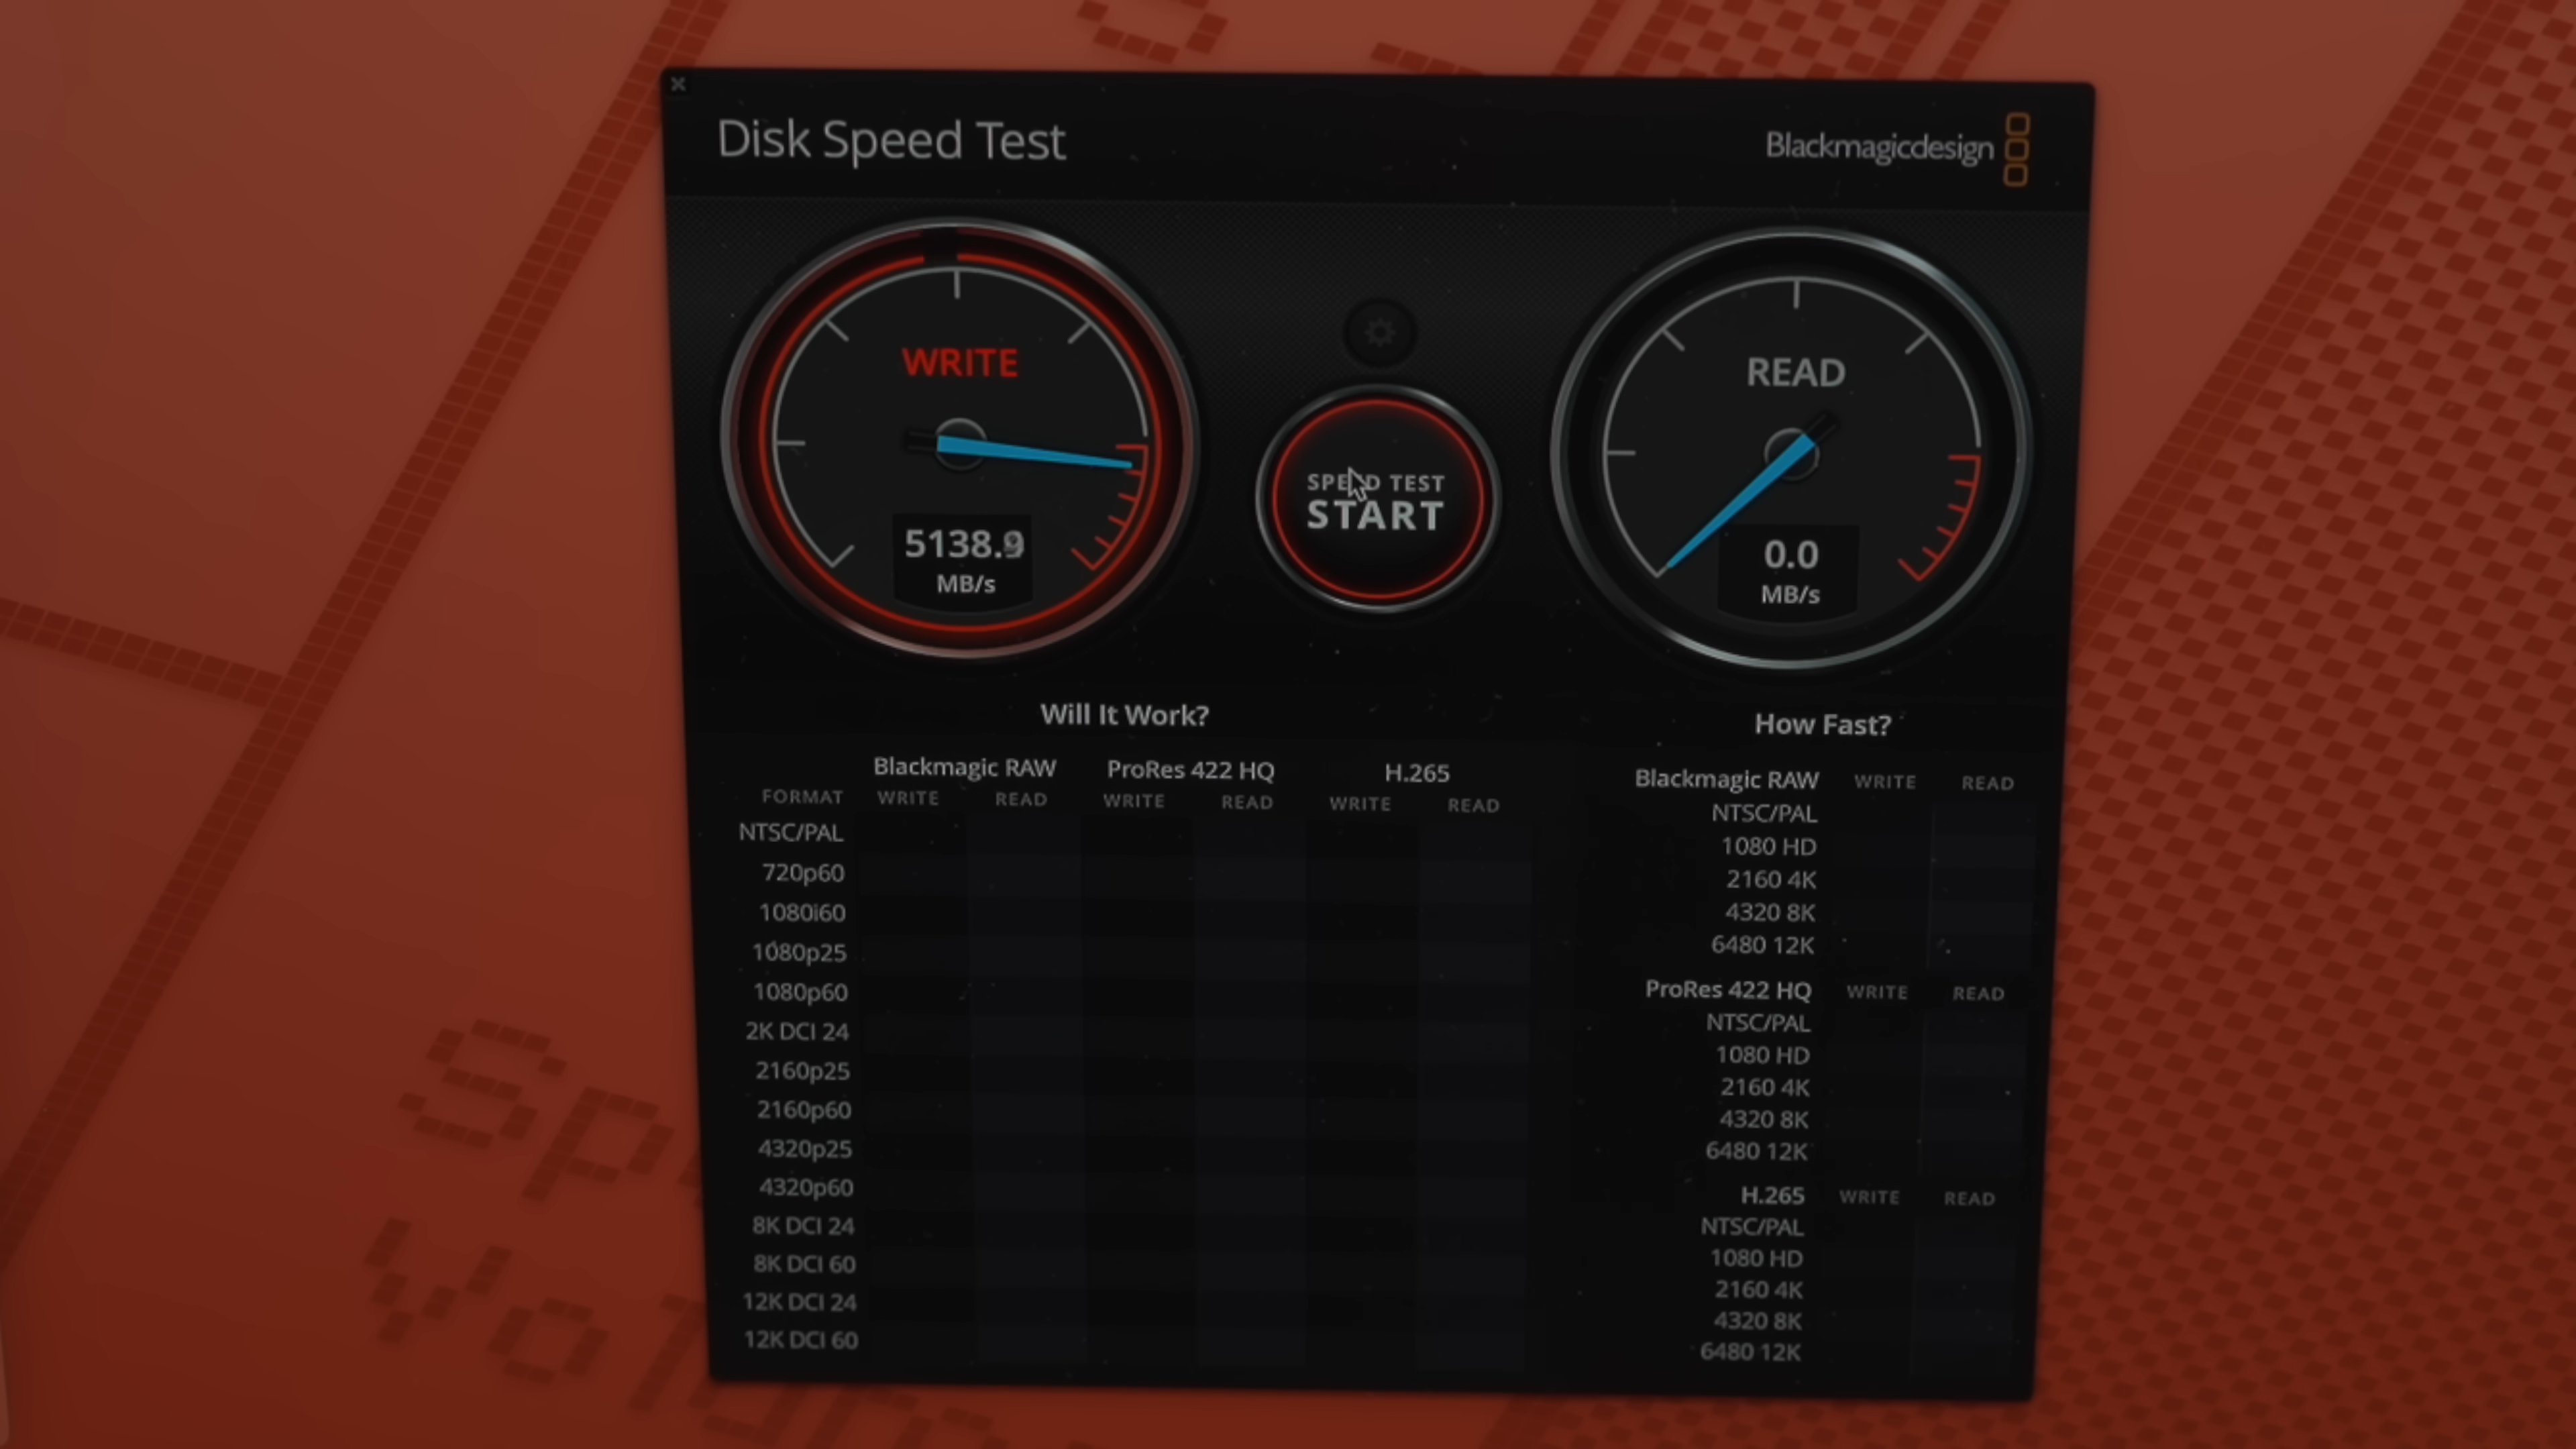 Disk Speed Test
Blackmagicdesign
WRITE
5138.9
MB/s
SPEED TEST
START
READ
0.0
MB/s
Will It Work?
Blackmagic RAW ProRes 422 HQ H.265
FORMAT WRITE READ WRITE READ WRITE READ
NTSC/PAL
720p60
1080i60
1080p25
1080p60
2K DCI 24
2160p25
2160p60
4320p25
4320p60
8K DCI 24
8K DCI 60
12K DCI 24
12K DCI 60
How Fast?
Blackmagic RAW WRITE READ
NTSC/PAL
1080 HD
2160 4K
4320 8K
6480 12K
ProRes 422 HQ WRITE READ
NTSC/PAL
1080 HD
2160 4K
4320 8K
6480 12K
H.265 WRITE READ
NTSC/PAL
1080 HD
2160 4K
4320 8K
6480 12K